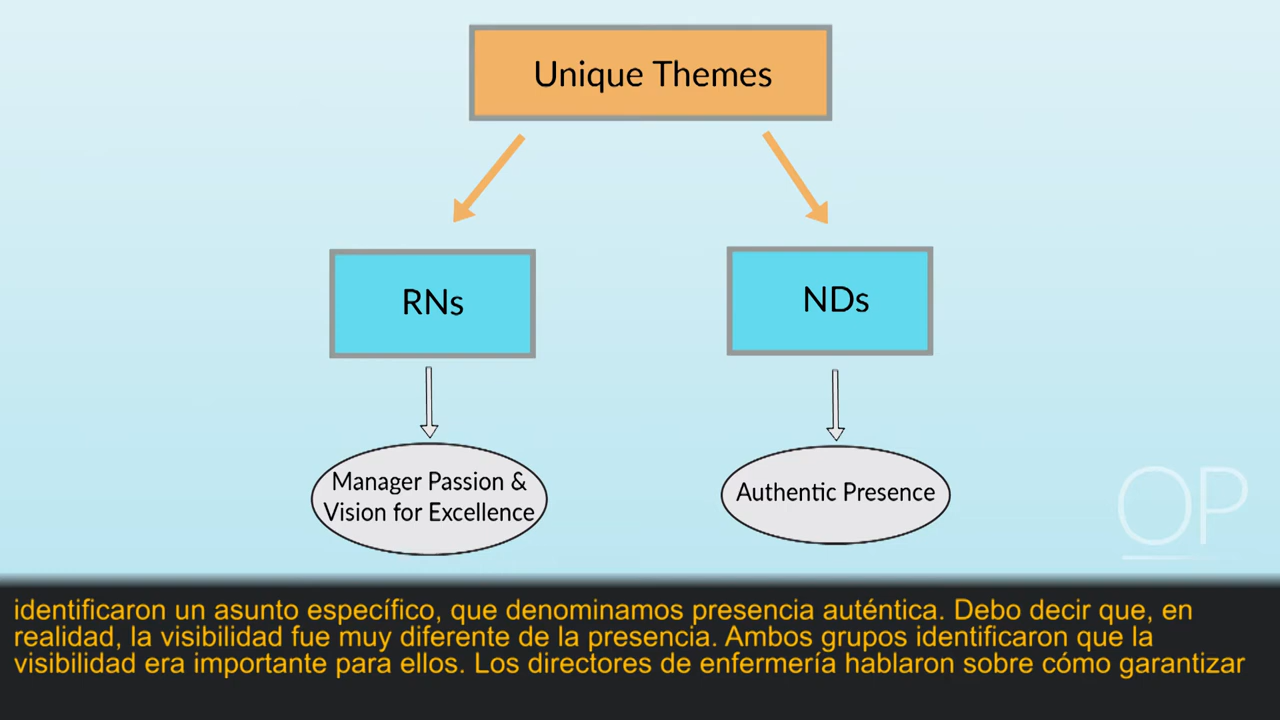 Unique Themes
RNs
NDs
Manager Passion &
Vision for Excellence
Authentic Presence
OP
identificaron un asunto específico, que denominamos presencia auténtica. Debo decir que, en
realidad, la visibilidad fue muy diferente de la presencia. Ambos grupos identificaron que la
visibilidad era importante para ellos. Los directores de enfermería hablaron sobre cómo garantizar